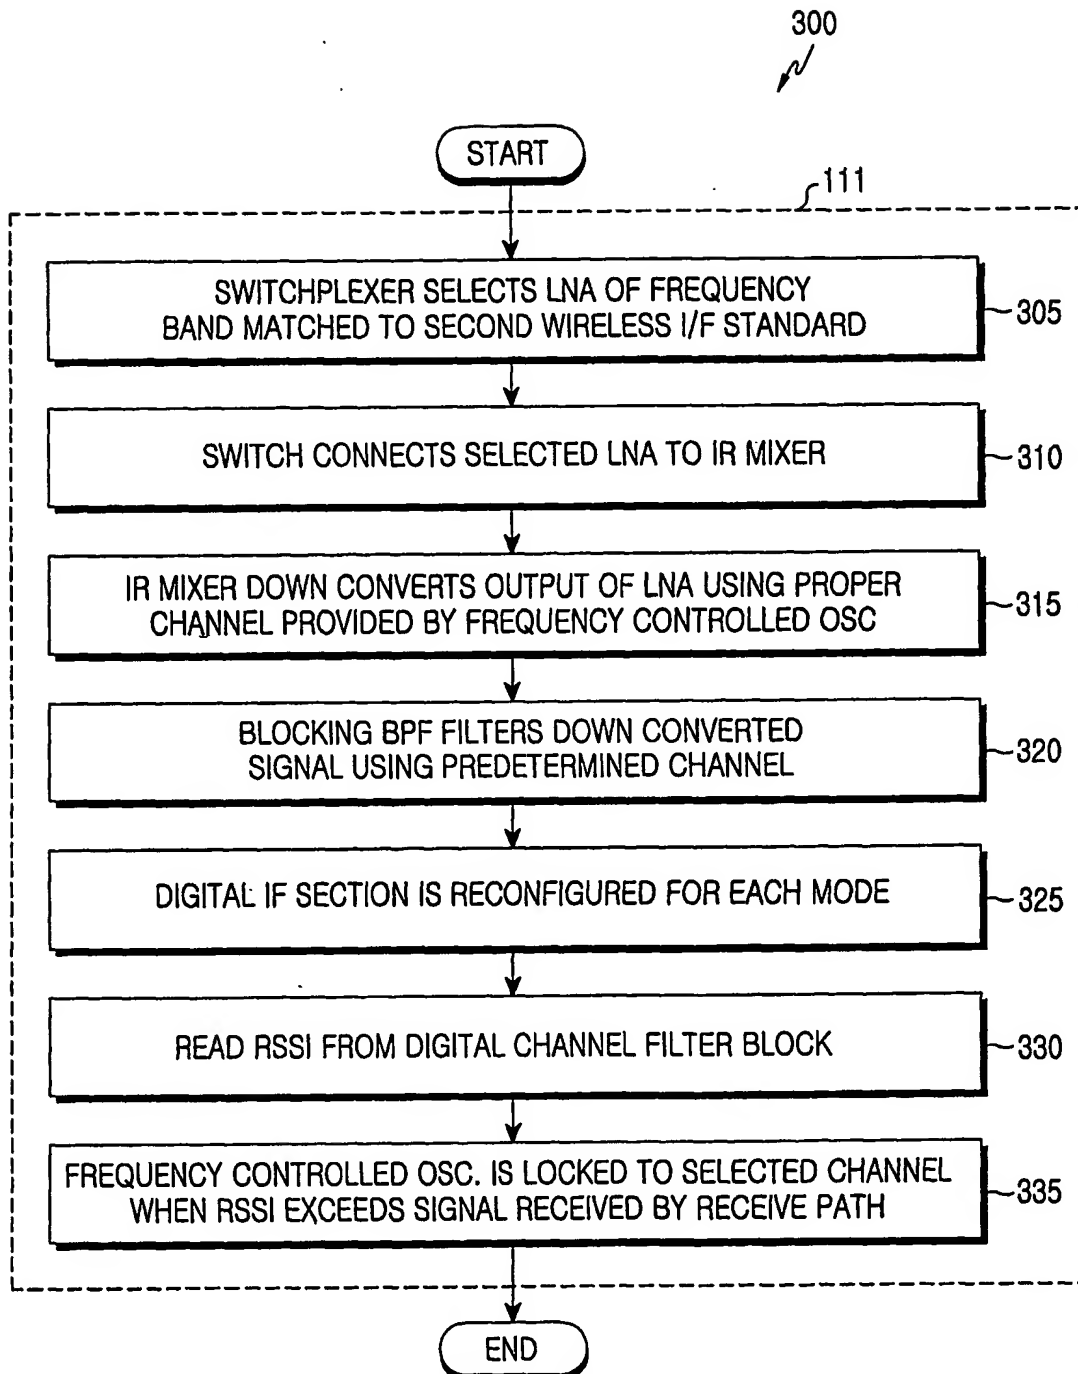 300
START
111
SWITCHPLEXER SELECTS LNA OF FREQUENCY
BAND MATCHED TO SECOND WIRELESS I/F STANDARD
305
SWITCH CONNECTS SELECTED LNA TO IR MIXER
310
IR MIXER DOWN CONVERTS OUTPUT OF LNA USING PROPER
CHANNEL PROVIDED BY FREQUENCY CONTROLLED OSC
315
BLOCKING BPF FILTERS DOWN CONVERTED
SIGNAL USING PREDETERMINED CHANNEL
320
DIGITAL IF SECTION IS RECONFIGURED FOR EACH MODE
325
READ RSSI FROM DIGITAL CHANNEL FILTER BLOCK
330
FREQUENCY CONTROLLED OSC. IS LOCKED TO SELECTED CHANNEL
WHEN RSSI EXCEEDS SIGNAL RECEIVED BY RECEIVE PATH
335
END